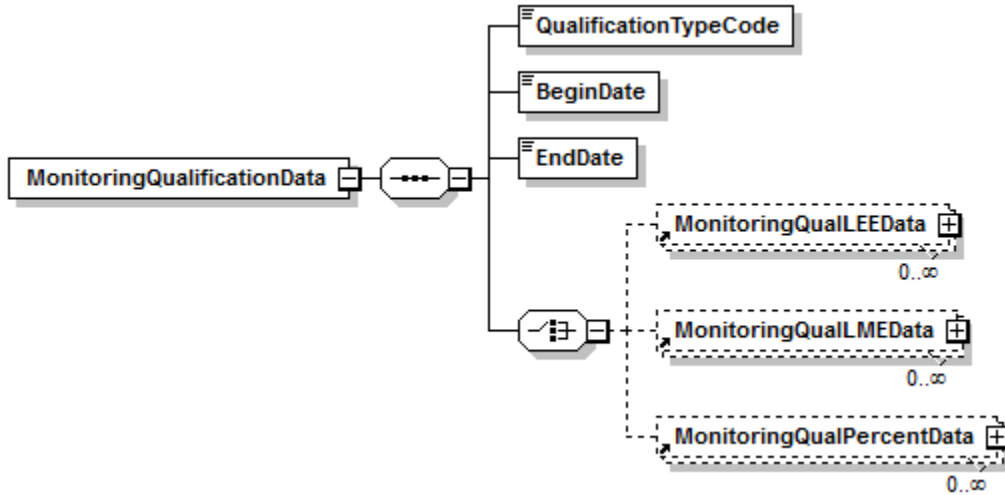 QualificationTypeCode
BeginDate
EndDate
MonitoringQualificationData
MonitoringQualLEEData
0..∞
MonitoringQualLMEData
0..∞
MonitoringQualPercentData
0..∞